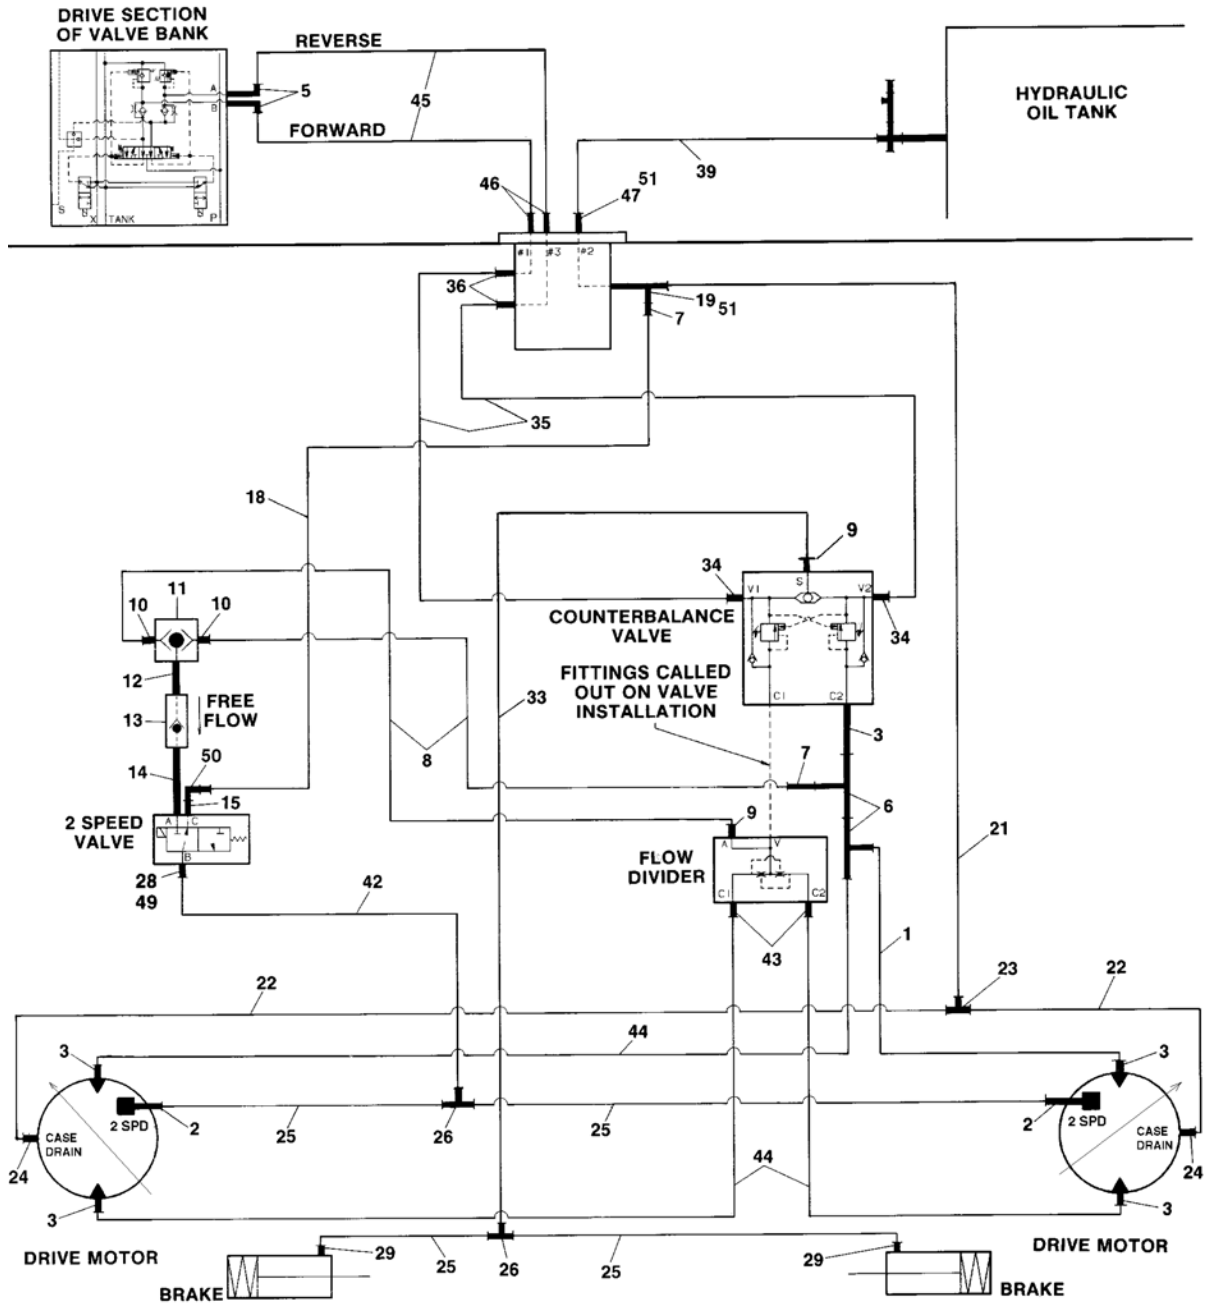 DRIVE SECTION
OF VALVE BANK
REVERSE
A
B
5
45
FORWARD
S
X
TANK
P
HYDRAULIC
OIL TANK
39
46
51
47
#1
#3
#2
36
19
51
7
35
18
9
34
S
V1
V2
11
10
10
COUNTERBALANCE
VALVE
34
12
FITTINGS CALLED
OUT ON VALVE
INSTALLATION
C1
C2
FREE
FLOW
13
33
3
8
50
7
14
15
6
2 SPEED
VALVE
A
C
B
9
21
A
V
FLOW
DIVIDER
C1
C2
28
49
42
43
1
22
23
22
44
3
3
2 SPD
2
25
26
25
2
2 SPD
CASE
DRAIN
CASE
DRAIN
24
44
24
3
3
DRIVE MOTOR
29
25
26
25
29
DRIVE MOTOR
BRAKE
BRAKE